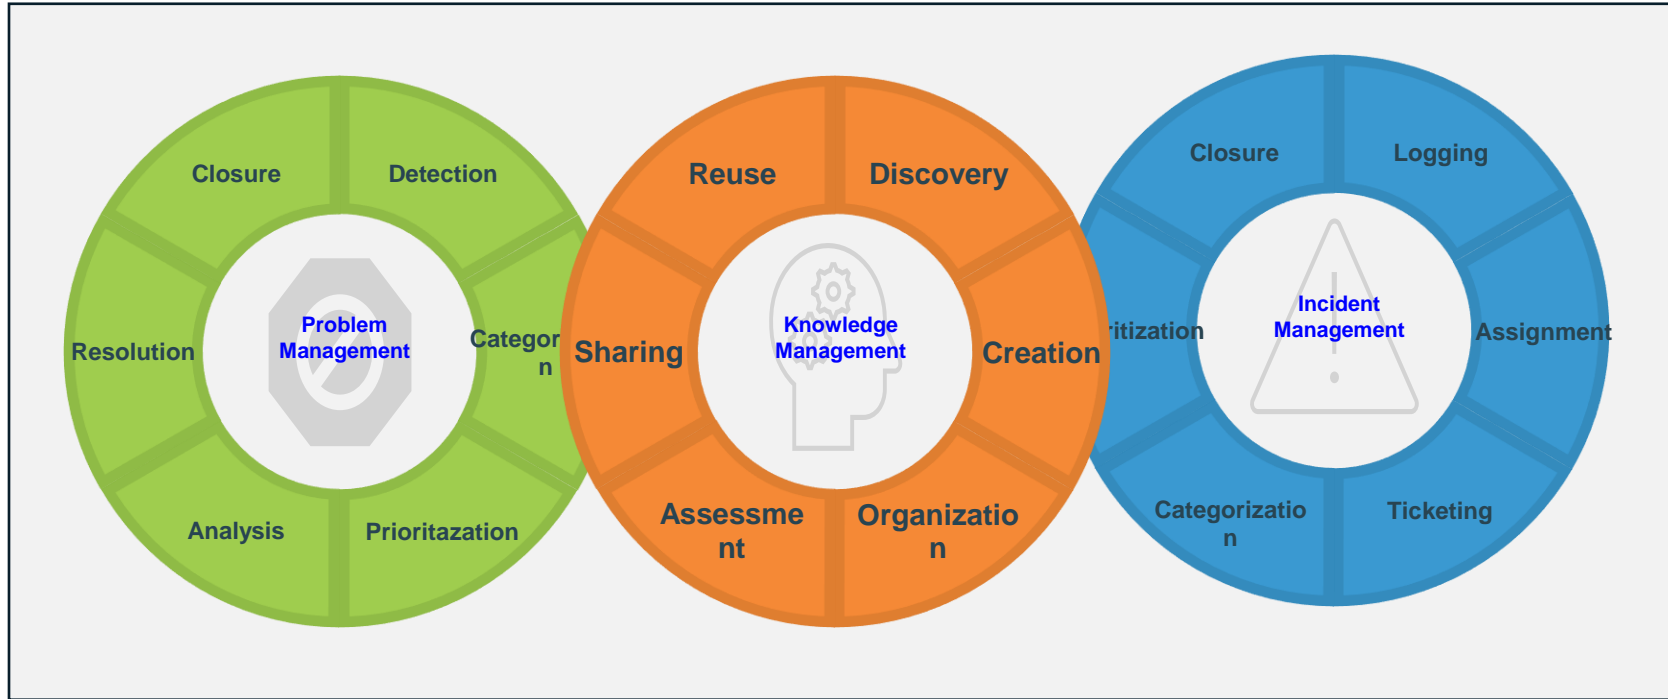 Closure
Detection
Resolution
Problem
Management
Categor
n
Analysis
Prioritazation
Reuse
Discovery
Sharing
Knowledge
Management
Creation
Assessme
nt
Organizatio
n
Closure
Logging
ritization
Incident
Management
Assignment
Categorizatio
n
Ticketing